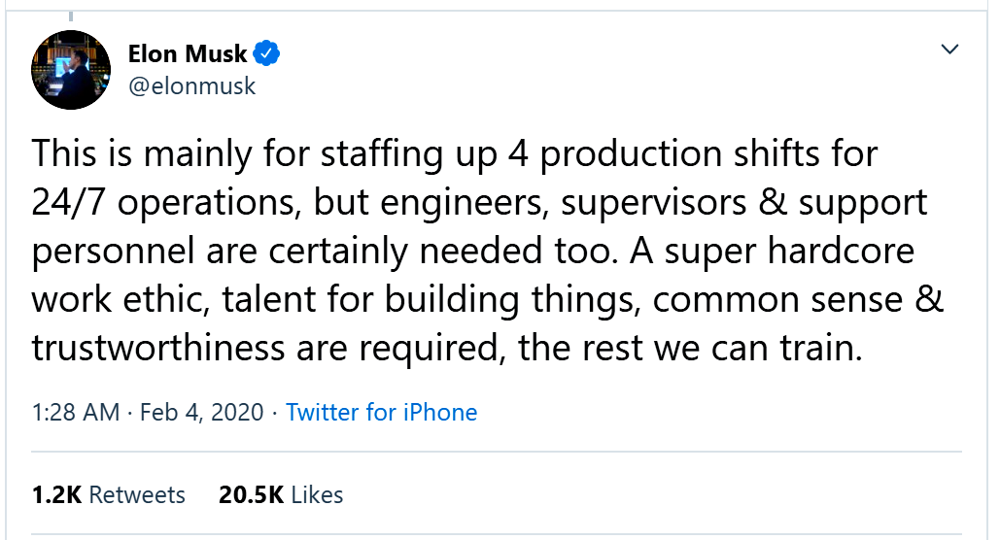 Elon Musk
@elonmusk
This is mainly for staffing up 4 production shifts for
24/7 operations, but engineers, supervisors & support
personnel are certainly needed too. A super hardcore
work ethic, talent for building things, common sense &
trustworthiness are required, the rest we can train.
1:28 AM · Feb 4, 2020 · Twitter for iPhone
1.2K Retweets 20.5K Likes